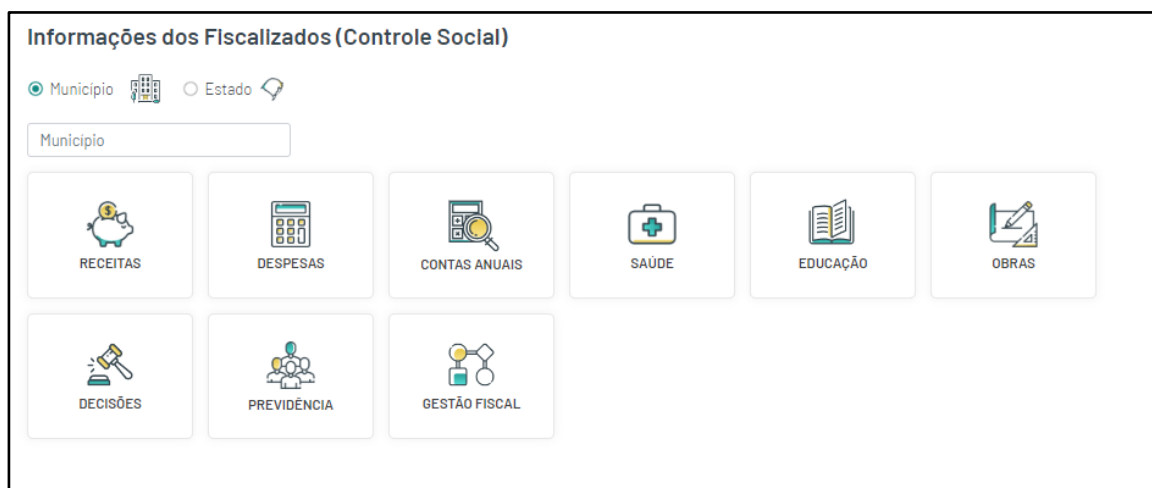 Informações dos Fiscalizados (Controle Social)
Município Estado
Município
RECEITAS DESPESAS CONTAS ANUAIS SAÚDE EDUCAÇÃO OBRAS
DECISÕES PREVIDÊNCIA GESTÃO FISCAL